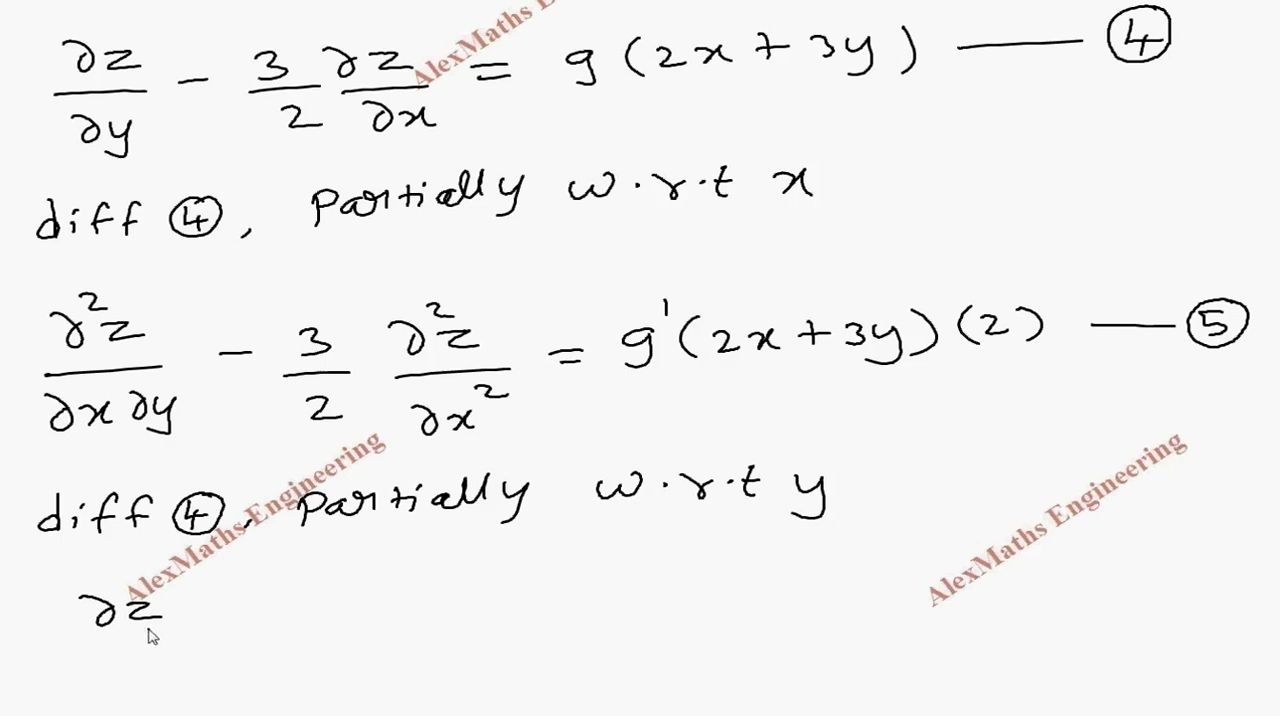 ∂z/∂y - 3/2 ∂z/∂x = g(2x + 3y) —— ④
AlexMaths En
diff ④, Partially w.r.t x
∂²z/∂x∂y - 3/2 ∂²z/∂x² = g'(2x + 3y)(2) —— ⑤
diff ④, Partially w.r.t y
AlexMaths Engineering
AlexMaths Engineering
∂z